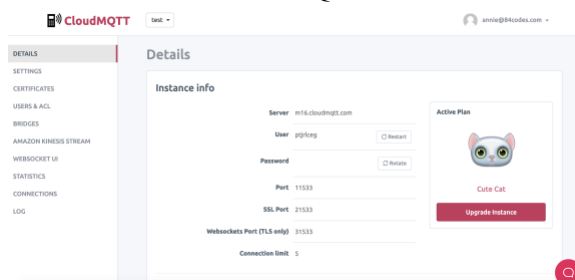 CloudMQTT
test
annie@84codes.com
DETAILS
SETTINGS
CERTIFICATES
USERS & ACL
BRIDGES
AMAZON KINESIS STREAM
WEBSOCKET UI
STATISTICS
CONNECTIONS
LOG
Details
Instance info
Server m16.cloudmqtt.com
User
Restart
Password
Rotate
Port 11533
SSL Port 21533
Websockets Port (TLS only) 31533
Connection limit 5
Active Plan
Cute Cat
Upgrade Instance